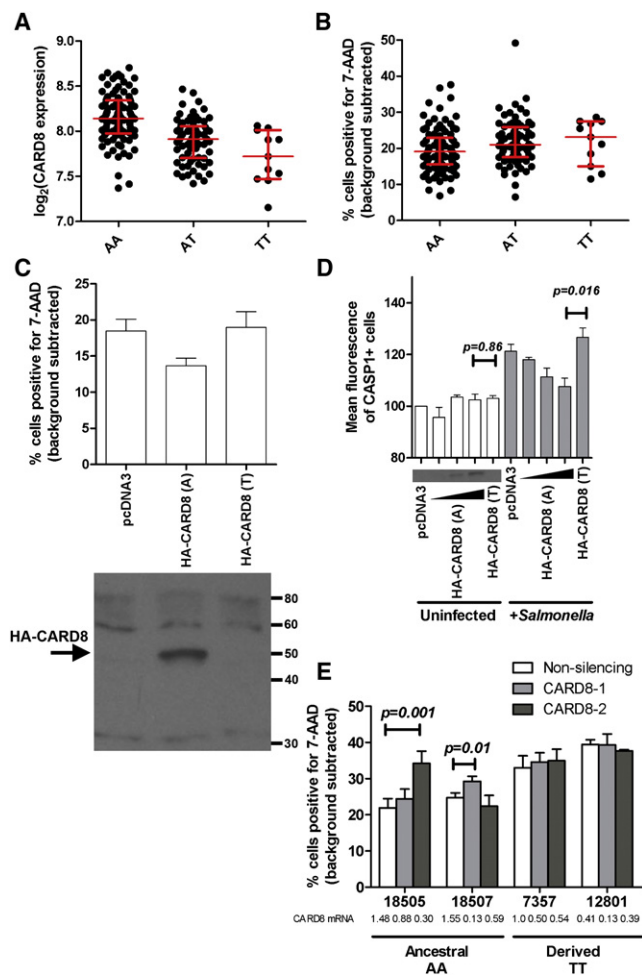 A
log2(CARD8 expression)
9.0
8.5
8.0
7.5
7.0
AA
AT
TT
B
% cells positive for 7-AAD
(background subtracted)
60
50
40
30
20
10
0
AA
AT
TT
C
% cells positive for 7-AAD
(background subtracted)
25
20
15
10
5
0
pcDNA3
HA-CARD8 (A)
HA-CARD8 (T)
HA-CARD8
80
60
50
40
30
D
Mean fluorescence
of CASP1+ cells
140
120
100
80
p=0.86
p=0.016
pcDNA3
HA-CARD8 (A)
HA-CARD8 (T)
pcDNA3
HA-CARD8 (A)
HA-CARD8 (T)
Uninfected
+Salmonella
E
Non-silencing
CARD8-1
CARD8-2
% cells positive for 7-AAD
(background subtracted)
50
40
30
20
10
0
p=0.001
p=0.01
18505
18507
7357
12801
CARD8 mRNA
1.48 0.88 0.30
1.55 0.13 0.59
1.0 0.50 0.54
0.41 0.13 0.39
Ancestral
AA
Derived
TT